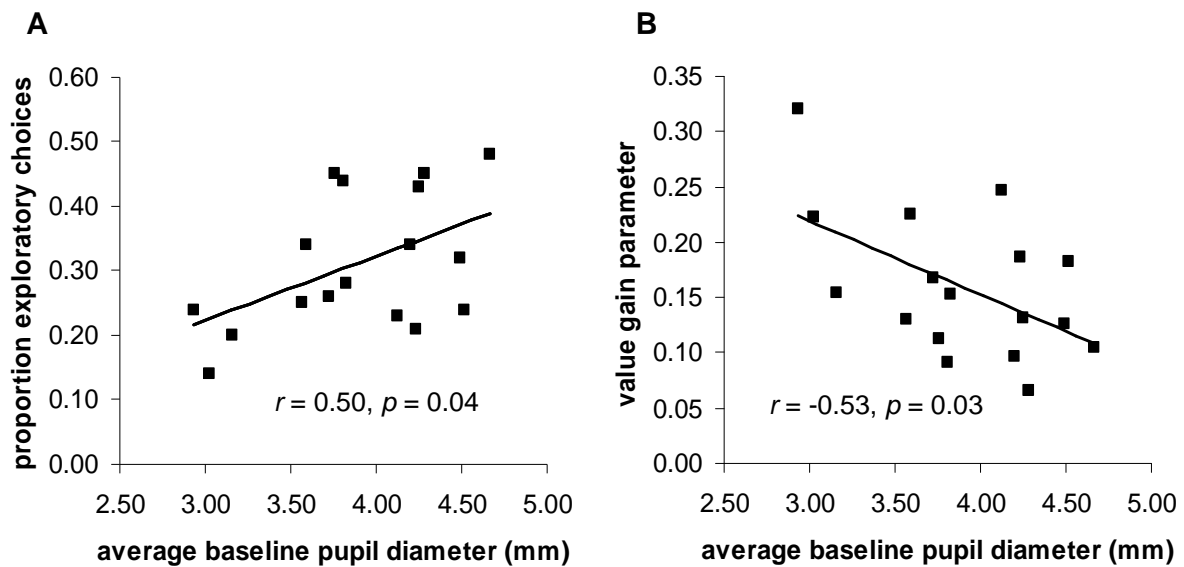 A
proportion exploratory choices
0.60
0.50
0.40
0.30
0.20
0.10
0.00
r = 0.50, p = 0.04
2.50 3.00 3.50 4.00 4.50 5.00
average baseline pupil diameter (mm)
B
value gain parameter
0.35
0.30
0.25
0.20
0.15
0.10
0.05
0.00
r = -0.53, p = 0.03
2.50 3.00 3.50 4.00 4.50 5.00
average baseline pupil diameter (mm)